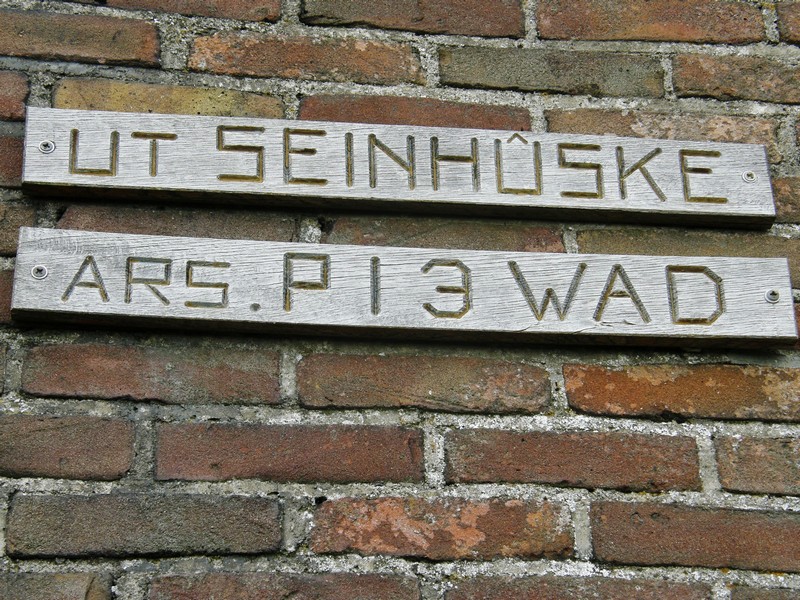 UT SEINHÛSKE
ARS. P13 WAD